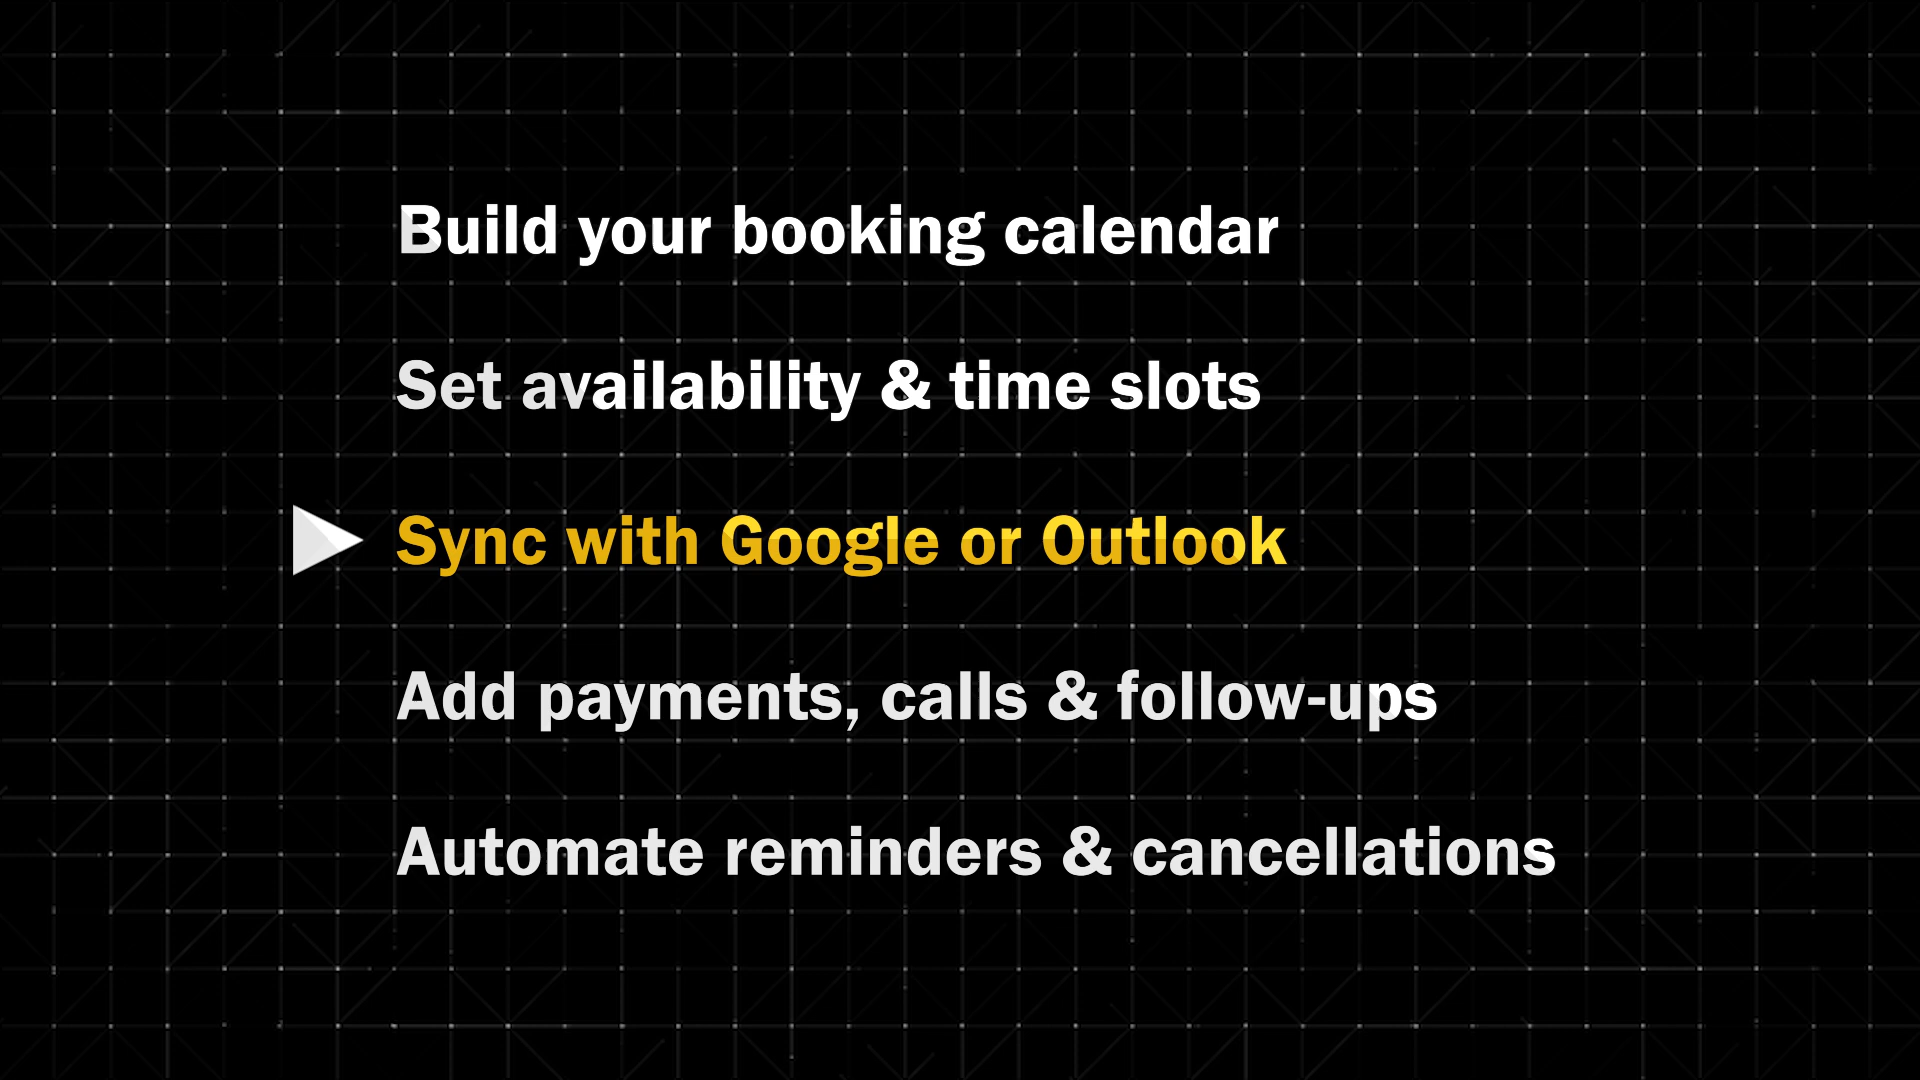 Build your booking calendar
Set availability & time slots
Sync with Google or Outlook
Add payments, calls & follow-ups
Automate reminders & cancellations